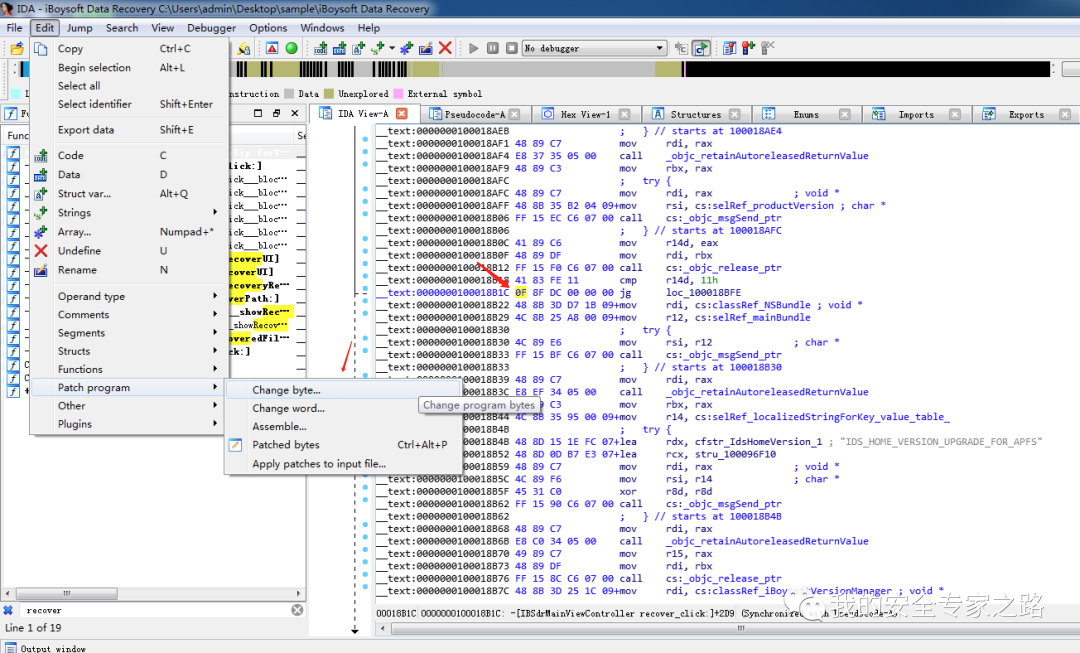 IDA - iBoysoft Data Recovery C:\Users\admin\Desktop\sample\iBoysoft Data Recovery
File Edit Jump Search View Debugger Options Windows Help
No debugger
Copy Ctrl+C
Begin selection Alt+L
Select all
Select identifier Shift+Enter
Export data Shift+E
Code C
Data D
Struct var... Alt+Q
Strings
Array... Numpad+*
Undefine U
Rename N
Operand type
Comments
Segments
Structs
Functions
Patch program
Other
Plugins
Change byte...
Change word...
Assemble...
Patched bytes Ctrl+Alt+P
Apply patches to input file...
Change program bytes
nstruction Data Unexplored External symbol
IDA View-A Pseudocode-A Hex View-1 Structures Enums Imports Exports
Func
Se
lick:]
ick__bloc…
ick__bloc…
ick__bloc…
ick__bloc…
ick__bloc…
ecoverUI]
coverUI]
ecoveryRe…
verPath:]
__showRec…
_showRecov…
overedFil…
ck:]
__text:0000000100018AEB ; } // starts at 100018AE4
__text:0000000100018AF1 48 89 C7 mov rdi, rax
__text:0000000100018AF4 E8 37 35 05 00 call _objc_retainAutoreleasedReturnValue
__text:0000000100018AF9 48 89 C3 mov rbx, rax
__text:0000000100018AFC ; try {
__text:0000000100018AFC 48 89 C7 mov rdi, rax ; void *
__text:0000000100018AFF 48 8B 35 B2 04 09+mov rsi, cs:selRef_productVersion ; char *
__text:0000000100018B06 FF 15 EC C6 07 00 call cs:_objc_msgSend_ptr
__text:0000000100018B06 ; } // starts at 100018AFC
__text:0000000100018B0C 41 89 C6 mov r14d, eax
__text:0000000100018B0F 48 89 DF mov rdi, rbx
__text:0000000100018B12 FF 15 F0 C6 07 00 call cs:_objc_release_ptr
__text:0000000100018B18 41 83 FE 11 cmp r14d, 11h
__text:0000000100018B1C 0F 8F DC 00 00 00 jg loc_100018BFE
__text:0000000100018B22 48 8B 3D D7 1B 09+mov rdi, cs:classRef_NSBundle ; void *
__text:0000000100018B29 4C 8B 25 A8 00 09+mov r12, cs:selRef_mainBundle
__text:0000000100018B30 ; try {
__text:0000000100018B30 4C 89 E6 mov rsi, r12 ; char *
__text:0000000100018B33 FF 15 BF C6 07 00 call cs:_objc_msgSend_ptr
__text:0000000100018B33 ; } // starts at 100018B30
__text:0000000100018B39 48 89 C7 mov rdi, rax
__text:0000000100018B3C E8 EF 34 05 00 call _objc_retainAutoreleasedReturnValue
C3 mov rbx, rax
44 4C 8B 35 95 00 09+mov r14, cs:selRef_localizedStringForKey_value_table_
4B ; try {
4B 48 8D 15 1E FC 07+lea rdx, cfstr_IdsHomeVersion_1 ; "IDS_HOME_VERSION_UPGRADE_FOR_APFS"
52 48 8D 0D B7 E3 07+lea rcx, stru_100096F10
__text:0000000100018B59 48 89 C7 mov rdi, rax ; void *
__text:0000000100018B5C 4C 89 F6 mov rsi, r14 ; char *
__text:0000000100018B5F 45 31 C0 xor r8d, r8d
__text:0000000100018B62 FF 15 90 C6 07 00 call cs:_objc_msgSend_ptr
__text:0000000100018B62 ; } // starts at 100018B4B
__text:0000000100018B68 48 89 C7 mov rdi, rax
__text:0000000100018B6B E8 C0 34 05 00 call _objc_retainAutoreleasedReturnValue
__text:0000000100018B70 49 89 C7 mov r15, rax
__text:0000000100018B73 48 89 DF mov rdi, rbx
__text:0000000100018B76 FF 15 8C C6 07 00 call cs:_objc_release_ptr
48 8B 3D 25 1C 09+mov rdi, cs:classRef_iBoy VersionManager ; void *
00018B1C 0000000100018B1C: -[IBSdrMainViewController recover_click:]+2D9
我的安全专家之路
recover
Line 1 of 19
Output window